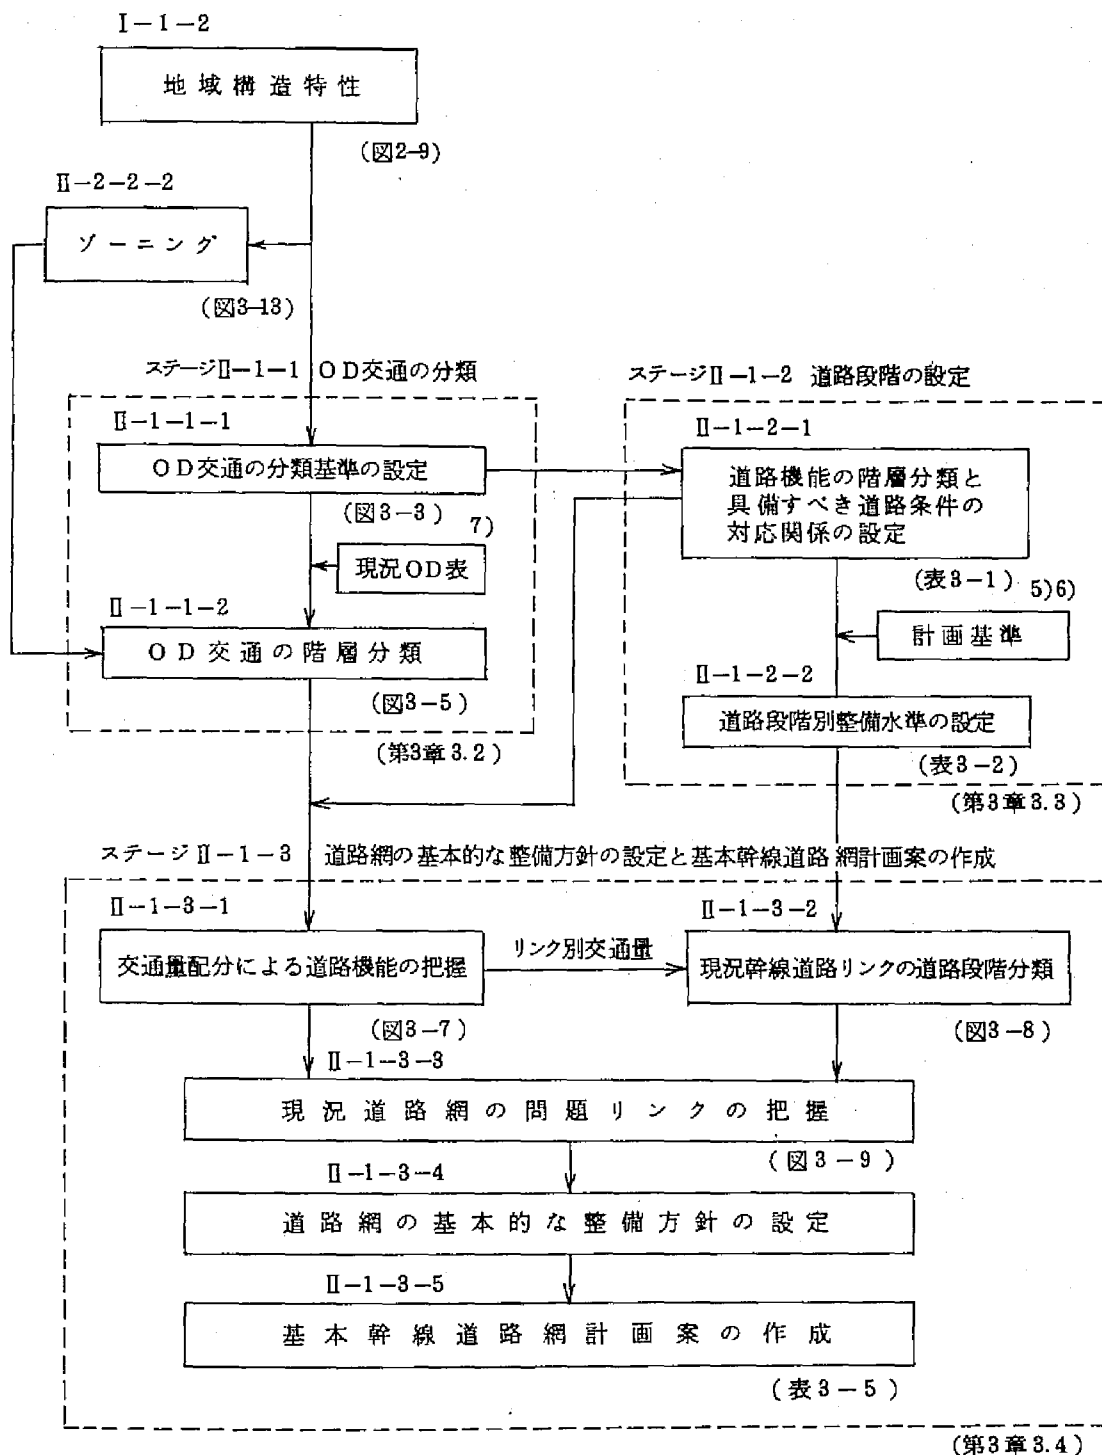 I-1-2
地域構造特性
(図2-9)
Ⅱ-2-2-2
ゾーニング
(図3-13)
ステージⅡ-1-1 OD交通の分類
ステージⅡ-1-2 道路段階の設定
Ⅱ-1-1-1
OD交通の分類基準の設定
(図3-3)
7)
現況OD表
Ⅱ-1-1-2
OD交通の階層分類
(図3-5)
(第3章3.2)
Ⅱ-1-2-1
道路機能の階層分類と
具備すべき道路条件の
対応関係の設定
(表3-1)
5)6)
計画基準
Ⅱ-1-2-2
道路段階別整備水準の設定
(表3-2)
(第3章3.3)
ステージⅡ-1-3 道路網の基本的な整備方針の設定と基本幹線道路網計画案の作成
Ⅱ-1-3-1
交通量配分による道路機能の把握
(図3-7)
リンク別交通量
Ⅱ-1-3-2
現況幹線道路リンクの道路段階分類
(図3-8)
Ⅱ-1-3-3
現況道路網の問題リンクの把握
(図3-9)
Ⅱ-1-3-4
道路網の基本的な整備方針の設定
Ⅱ-1-3-5
基本幹線道路網計画案の作成
(表3-5)
(第3章3.4)